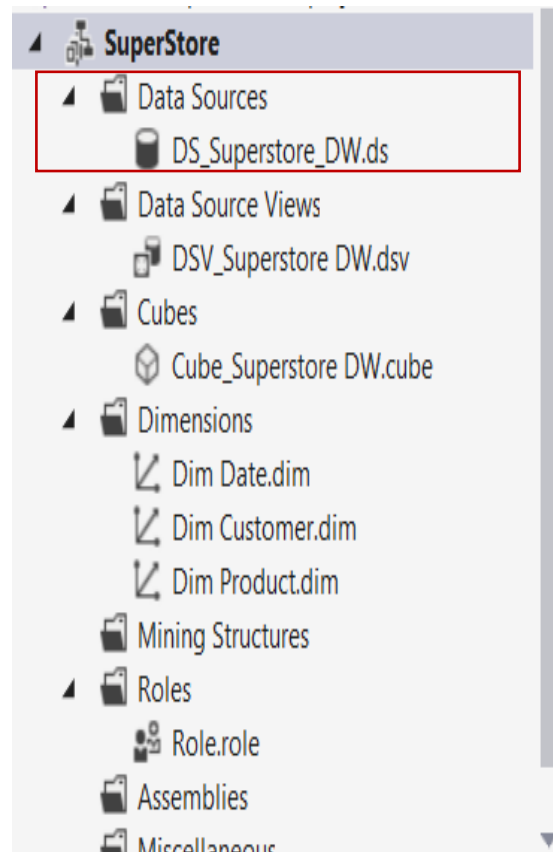 SuperStore
Data Sources
DS_Superstore_DW.ds
Data Source Views
DSV_Superstore DW.dsv
Cubes
Cube_Superstore DW.cube
Dimensions
Dim Date.dim
Dim Customer.dim
Dim Product.dim
Mining Structures
Roles
Role.role
Assemblies
Miscellaneous